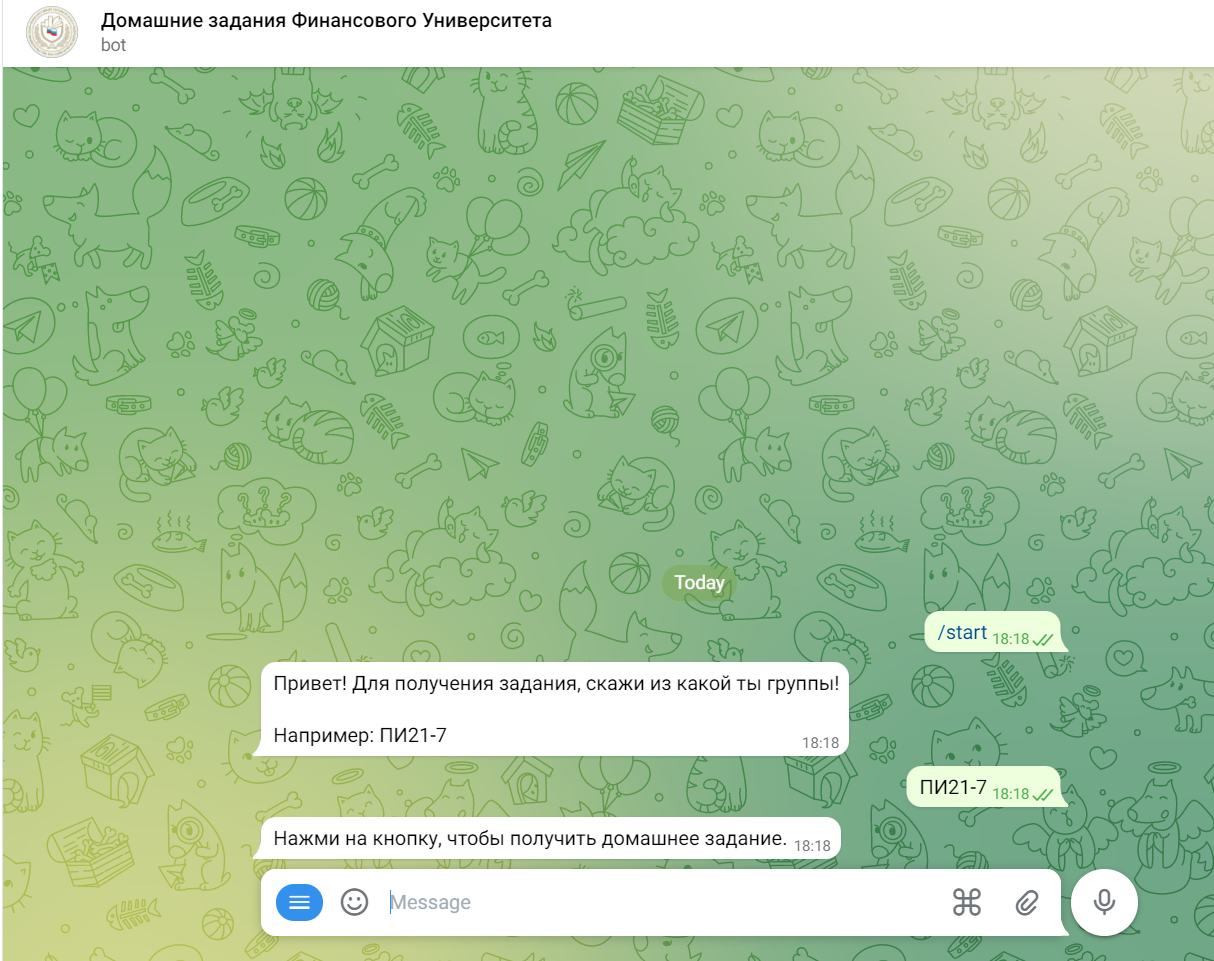 Домашние задания Финансового Университета
bot
Today
/start 18:18
Привет! Для получения задания, скажи из какой ты группы!
Например: ПИ21-7
18:18
ПИ21-7 18:18
Нажми на кнопку, чтобы получить домашнее задание. 18:18
Message